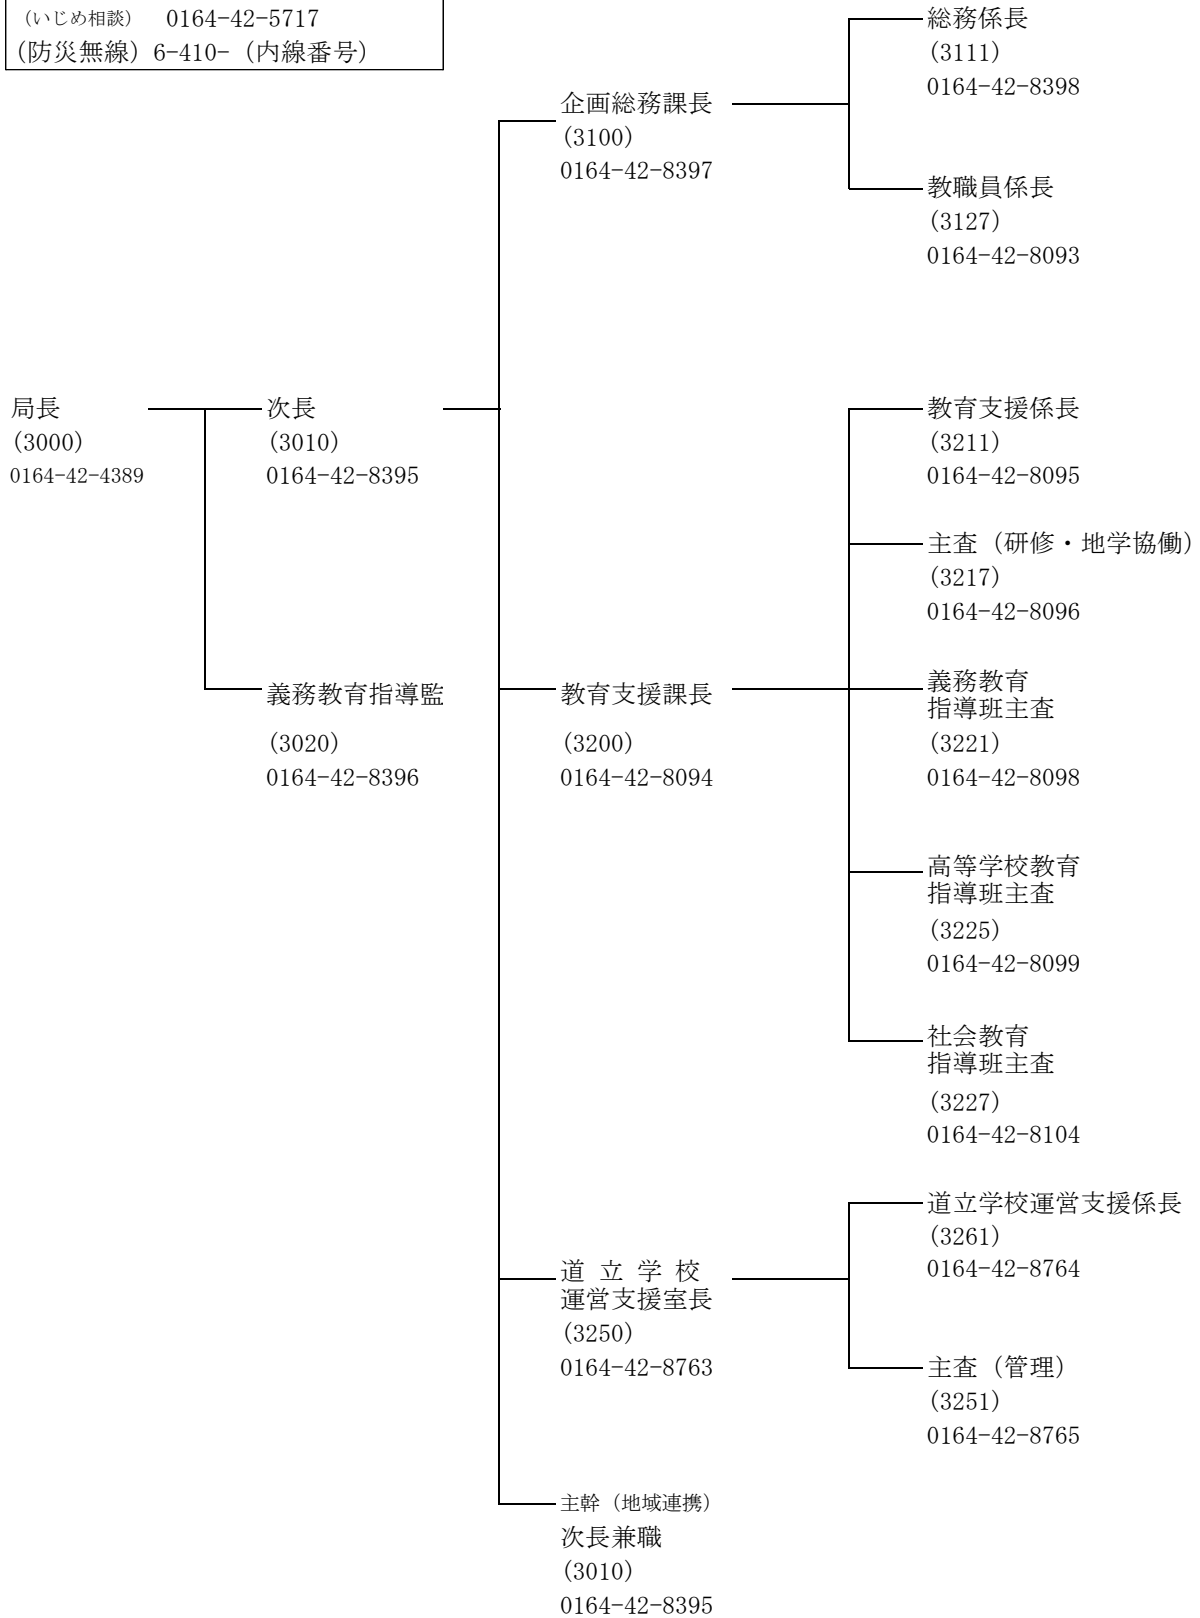 （いじめ相談） 0164-42-5717
（防災無線）6-410-（内線番号）
局長
(3000)
0164-42-4389
次長
(3010)
0164-42-8395
義務教育指導監
(3020)
0164-42-8396
企画総務課長
(3100)
0164-42-8397
総務係長
(3111)
0164-42-8398
教職員係長
(3127)
0164-42-8093
教育支援課長
(3200)
0164-42-8094
教育支援係長
(3211)
0164-42-8095
主査（研修・地学協働）
(3217)
0164-42-8096
義務教育
指導班主査
(3221)
0164-42-8098
高等学校教育
指導班主査
(3225)
0164-42-8099
社会教育
指導班主査
(3227)
0164-42-8104
道 立 学 校
運営支援室長
(3250)
0164-42-8763
道立学校運営支援係長
(3261)
0164-42-8764
主査（管理）
(3251)
0164-42-8765
主幹（地域連携）
次長兼職
(3010)
0164-42-8395